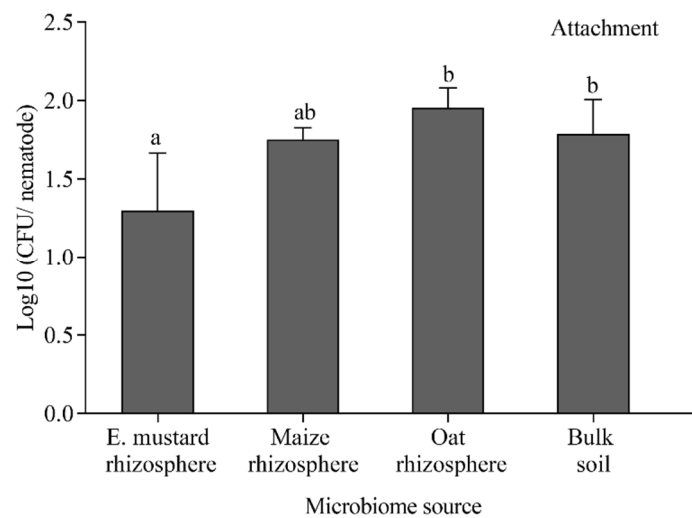 Attachment
Log10 (CFU/ nematode)
2.5
2.0
1.5
1.0
0.5
0.0
a
ab
b
b
E. mustard
rhizosphere
Maize
rhizosphere
Oat
rhizosphere
Bulk
soil
Microbiome source